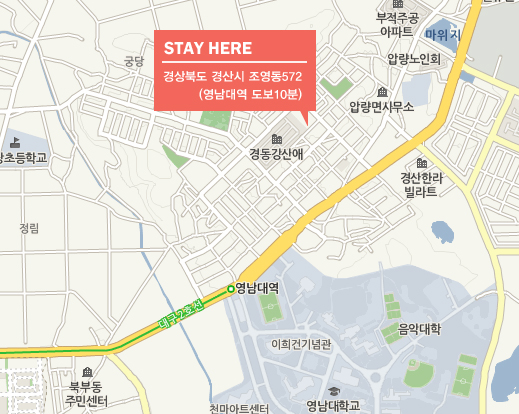 부적주공
아파트
마위 지
궁당
STAY HERE
경상북도 경산시 조영동572
(영남대역 도보10분)
압량노인회
압량면사무소
경동강산애
초등학교
경산한라
빌라트
정림
영남대역
대구 2호선
음악대학
이희건기념관
북부동
주민센터
천마아트센터
영남대학교